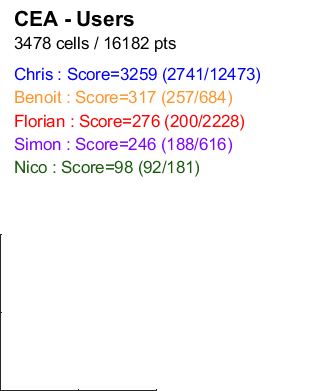 CEA - Users
3478 cells / 16182 pts
Chris : Score=3259 (2741/12473)
Benoit : Score=317 (257/684)
Florian : Score=276 (200/2228)
Simon : Score=246 (188/616)
Nico : Score=98 (92/181)